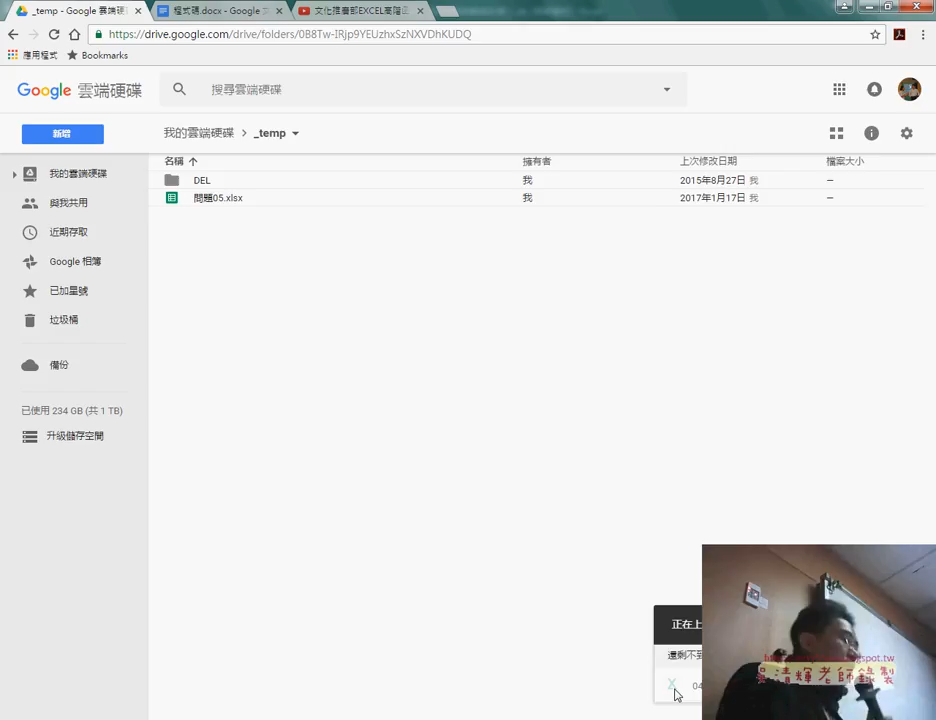 _temp - Google 雲端硬
程式碼.docx - Google
文化推廣部EXCEL高階函
https://drive.google.com/drive/folders/0B8Tw-IRjp9YEUzhxSzNXVDhKUDQ
應用程式 Bookmarks
Google 雲端硬碟
搜尋雲端硬碟
新增
我的雲端硬碟 > _temp
名稱 擁有者 上次修改日期 檔案大小
DEL 我 2015年8月27日 我 –
問題05.xlsx 我 2017年1月17日 我 –
我的雲端硬碟
與我共用
近期存取
Google 相簿
已加星號
垃圾桶
備份
已使用 234 GB (共 1 TB)
升級儲存空間
正在上
還剩不到
04
吳清輝老師錄製